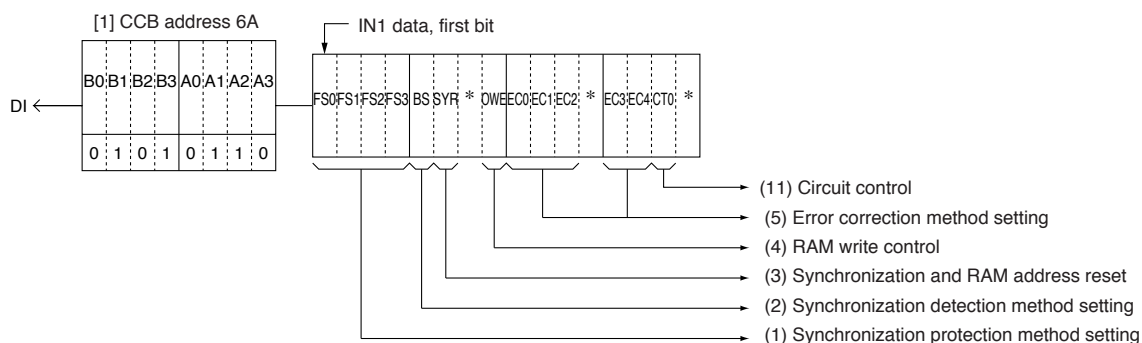 [1] CCB address 6A
IN1 data, first bit
DI
B0 B1 B2 B3 A0 A1 A2 A3
0 1 0 1 0 1 1 0
FS0 FS1 FS2 FS3 BS SYR * OWE EC0 EC1 EC2 * EC3 EC4 CT0 *
(11) Circuit control
(5) Error correction method setting
(4) RAM write control
(3) Synchronization and RAM address reset
(2) Synchronization detection method setting
(1) Synchronization protection method setting